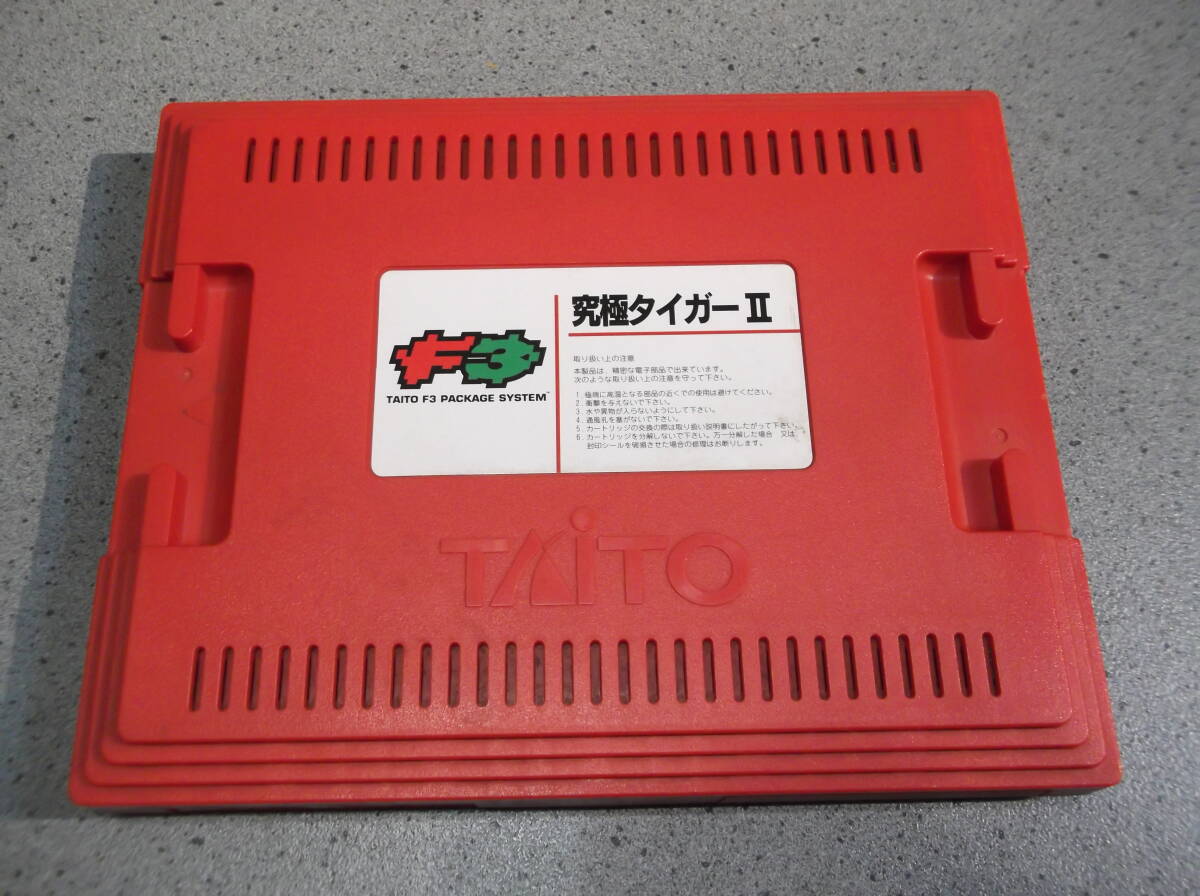 F3
TAITO F3 PACKAGE SYSTEM™
究極タイガーⅡ
取り扱い上の注意
本製品は、精密な電子部品で出来ています。
次のような取り扱い上の注意を守って下さい。
1. 極端に高温となる部品の近くでの使用は避けてください。
2. 衝撃を与えないで下さい。
3. 水や異物が入らないようにして下さい。
4. 通風孔を塞がないで下さい。
5. カートリッジの交換の際は取り扱い説明書にしたがって下さい。
6. カートリッジを分解しないで下さい。万一分解した場合 又は
封印シールを破損させた場合の修理はお断りします。
TAITO